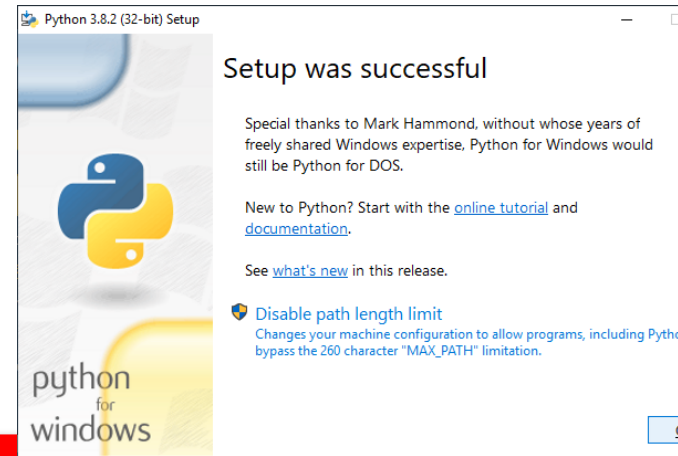 Python 3.8.2 (32-bit) Setup
Setup was successful
Special thanks to Mark Hammond, without whose years of
freely shared Windows expertise, Python for Windows would
still be Python for DOS.
New to Python? Start with the online tutorial and
documentation.
See what's new in this release.
Disable path length limit
Changes your machine configuration to allow programs, including
bypass the 260 character "MAX_PATH" limitation.
python
for
windows